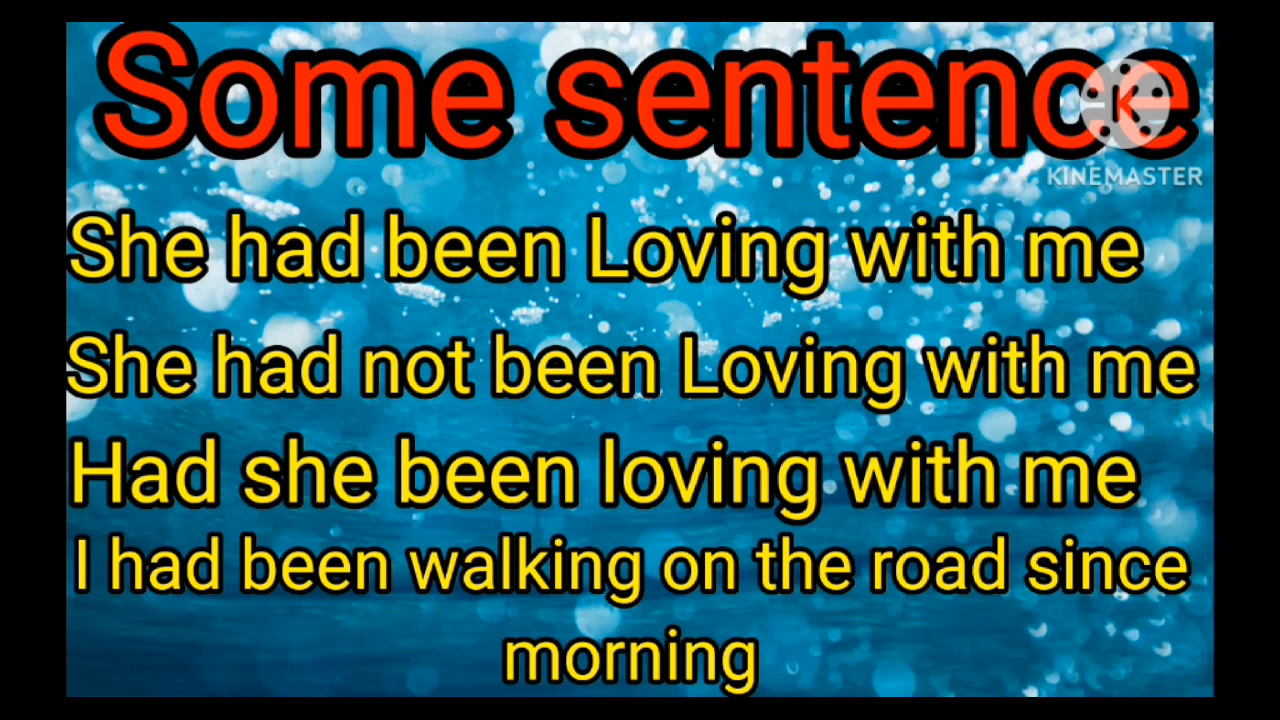 Some sentence
KINEMASTER
She had been Loving with me
She had not been Loving with me
Had she been loving with me
I had been walking on the road since
morning